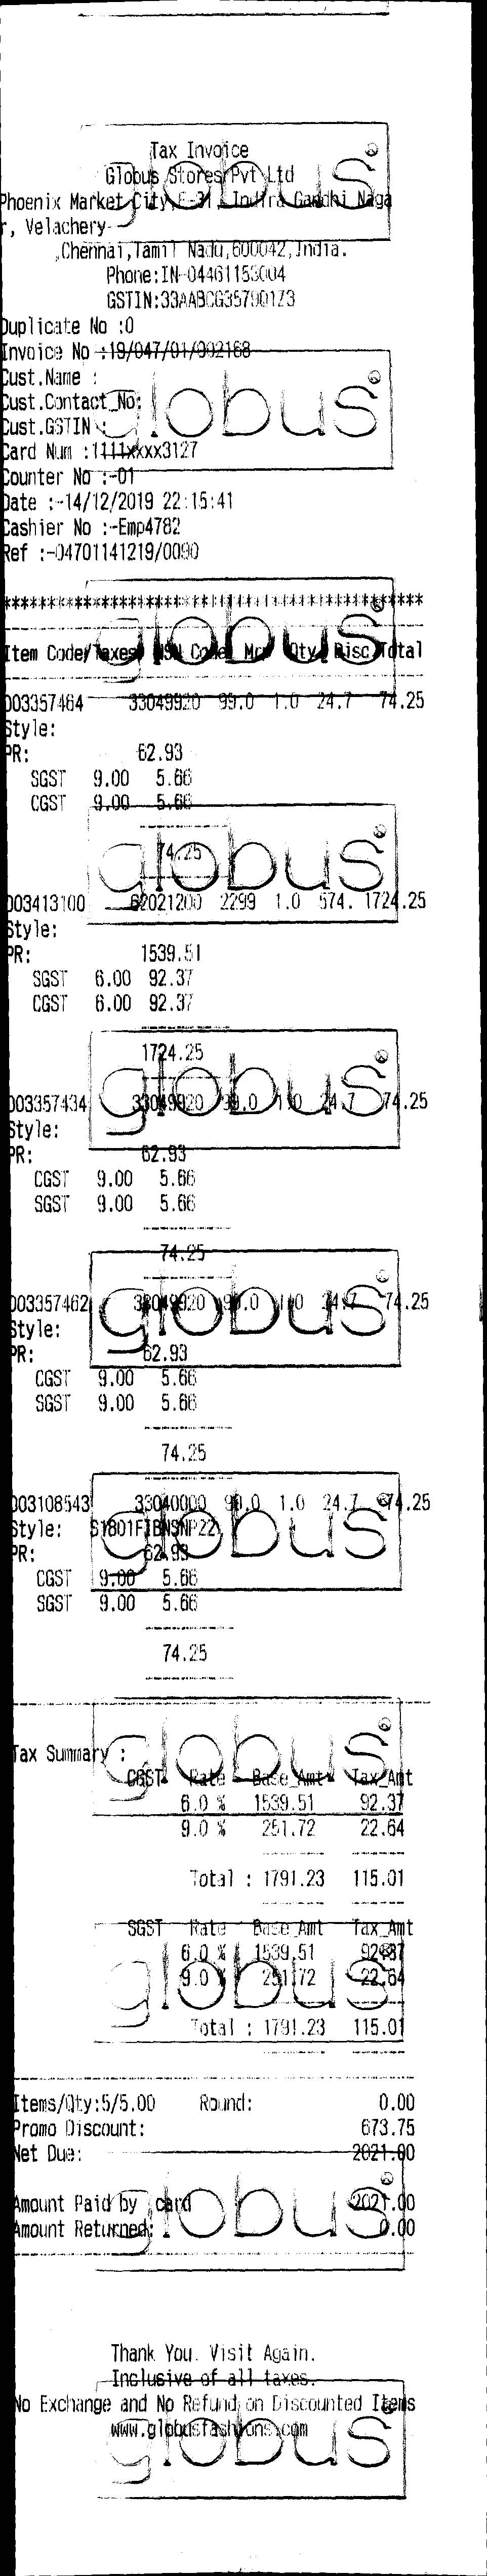 Tax Invoice
Globus Stores Pvt Ltd
Phoenix Market City,E-31, Indira Gandhi Naga
r, Velachery-
,Chennai,Tamil Nadu,600042,India.
Phone:IN-04461153004
GSTIN:33AABCG3579Q1Z3
Duplicate No :0
Invoice No :19/047/01/002168
Cust.Name :
Cust.Contact_No:
Cust.GSTIN :
Card Num :1111xxxx3127
Counter No :-01
Date :-14/12/2019 22:15:41
Cashier No :-Emp4782
Ref :-04701141219/0090
Item Code/Taxes HSN Code Mrp Qty Disc Total
003357464 33049920 99.0 1.0 24.7 74.25
Style:
PR: 62.93
SGST 9.00 5.66
CGST 9.00 5.66
74.25
003413100 62021200 2299 1.0 574. 1724.25
Style:
PR: 1539.51
SGST 6.00 92.37
CGST 6.00 92.37
1724.25
003357434 33049920 99.0 1.0 24.7 74.25
Style:
PR: 62.93
CGST 9.00 5.66
SGST 9.00 5.66
74.25
003357462 33049920 99.0 1.0 24.7 74.25
Style:
PR: 62.93
CGST 9.00 5.66
SGST 9.00 5.66
74.25
003108543 33040000 99.0 1.0 24.7 74.25
Style:
PR: 62.93
CGST 9.00 5.66
SGST 9.00 5.66
74.25
Tax Summary :
CGST Rate Base_Amt Tax_Amt
6.0 % 1539.51 92.37
9.0 % 251.72 22.64
Total : 1791.23 115.01
SGST Rate Base_Amt Tax_Amt
6.0 % 1539.51 92.37
9.0 % 251.72 22.64
Total : 1791.23 115.01
Items/Qty:5/5.00 Round: 0.00
Promo Discount: 673.75
Net Due: 2021.00
Amount Paid by card 2021.00
Amount Returned: 0.00
Thank You. Visit Again.
Inclusive of all taxes.
No Exchange and No Refund on Discounted Items
www.globusfashions.com
globus
globus
globus
globus
globus
globus
globus
globus
globus
globus
globus